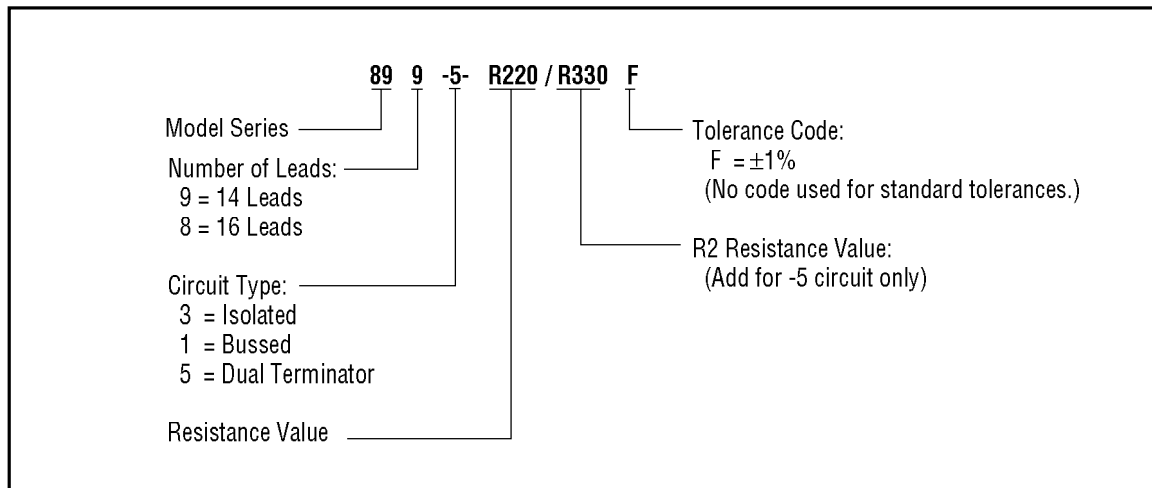 89 9 -5- R220 / R330 F
Model Series
Number of Leads:
9 = 14 Leads
8 = 16 Leads
Circuit Type:
3 = Isolated
1 = Bussed
5 = Dual Terminator
Resistance Value
Tolerance Code:
F = ±1%
(No code used for standard tolerances.)
R2 Resistance Value:
(Add for -5 circuit only)